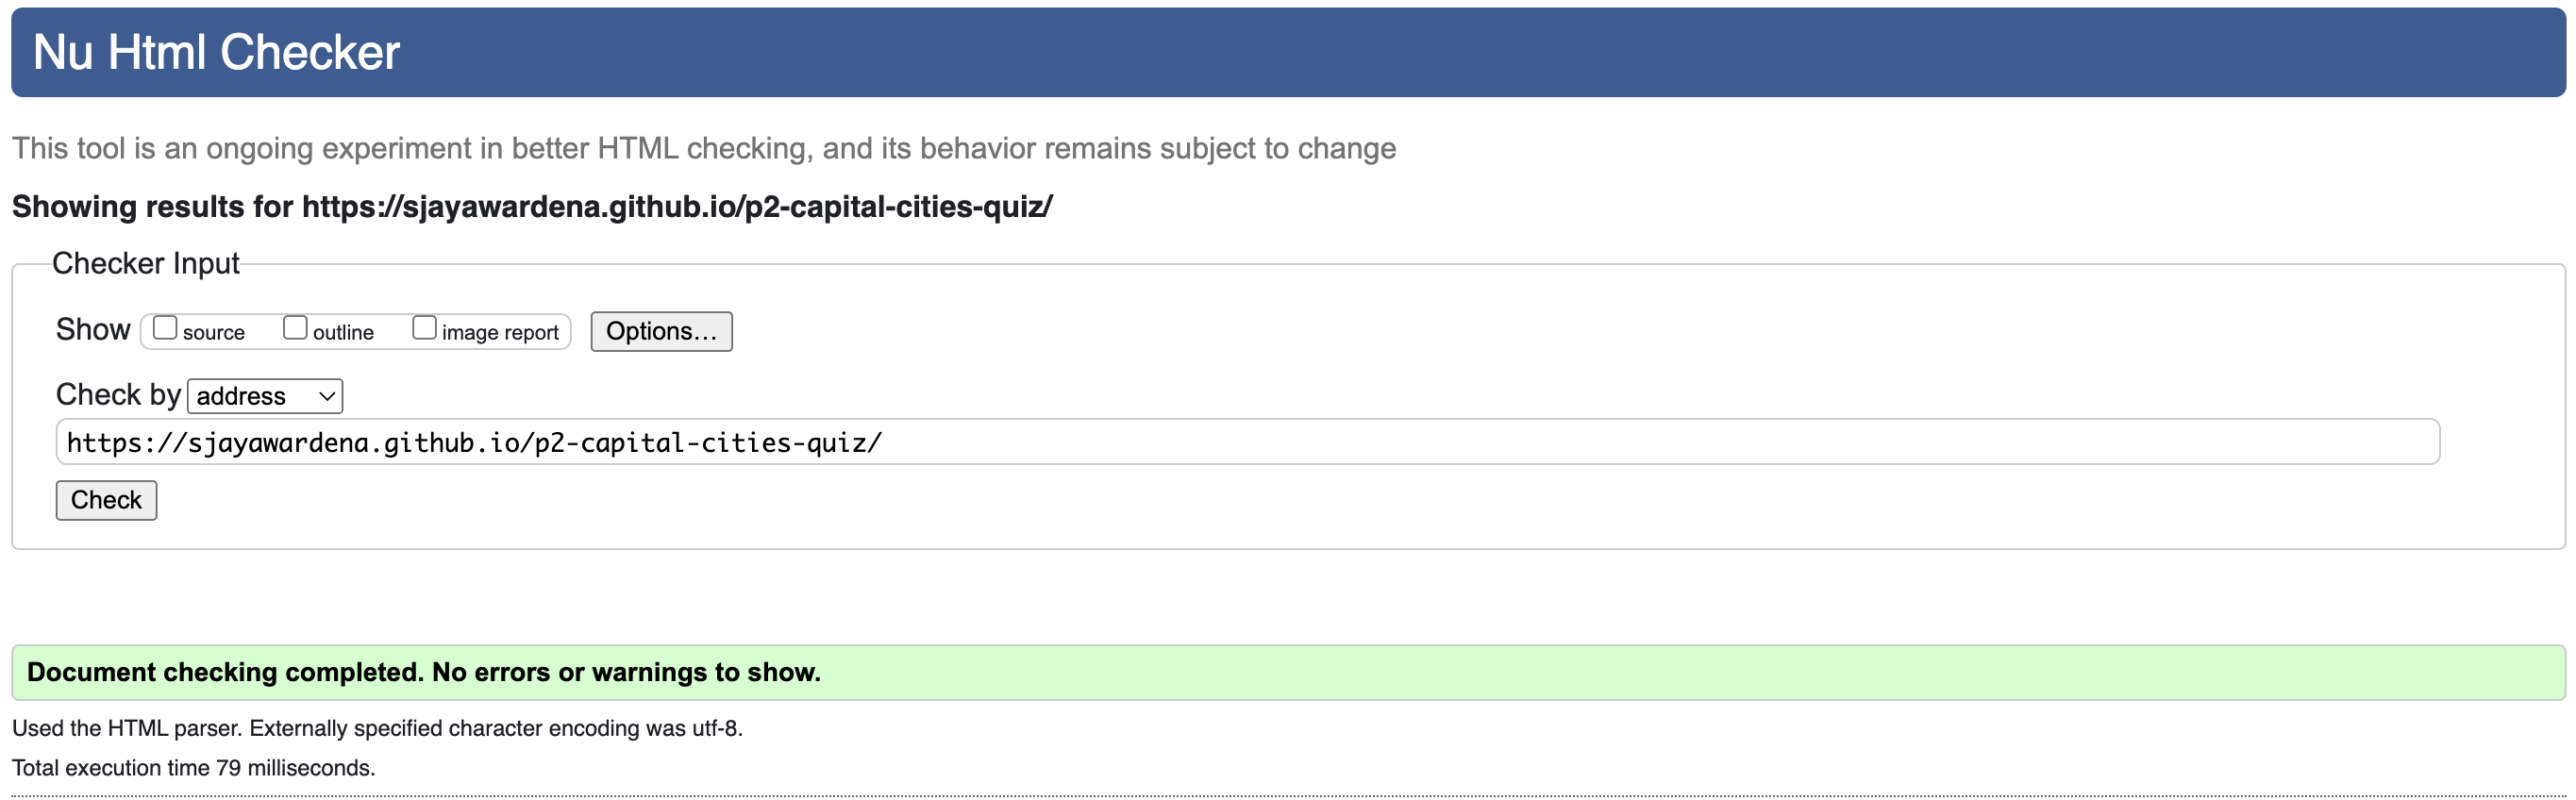 Nu Html Checker
This tool is an ongoing experiment in better HTML checking, and its behavior remains subject to change
Showing results for https://sjayawardena.github.io/p2-capital-cities-quiz/
Checker Input
Show source outline image report Options…
Check by address
https://sjayawardena.github.io/p2-capital-cities-quiz/
Check
Document checking completed. No errors or warnings to show.
Used the HTML parser. Externally specified character encoding was utf-8.
Total execution time 79 milliseconds.